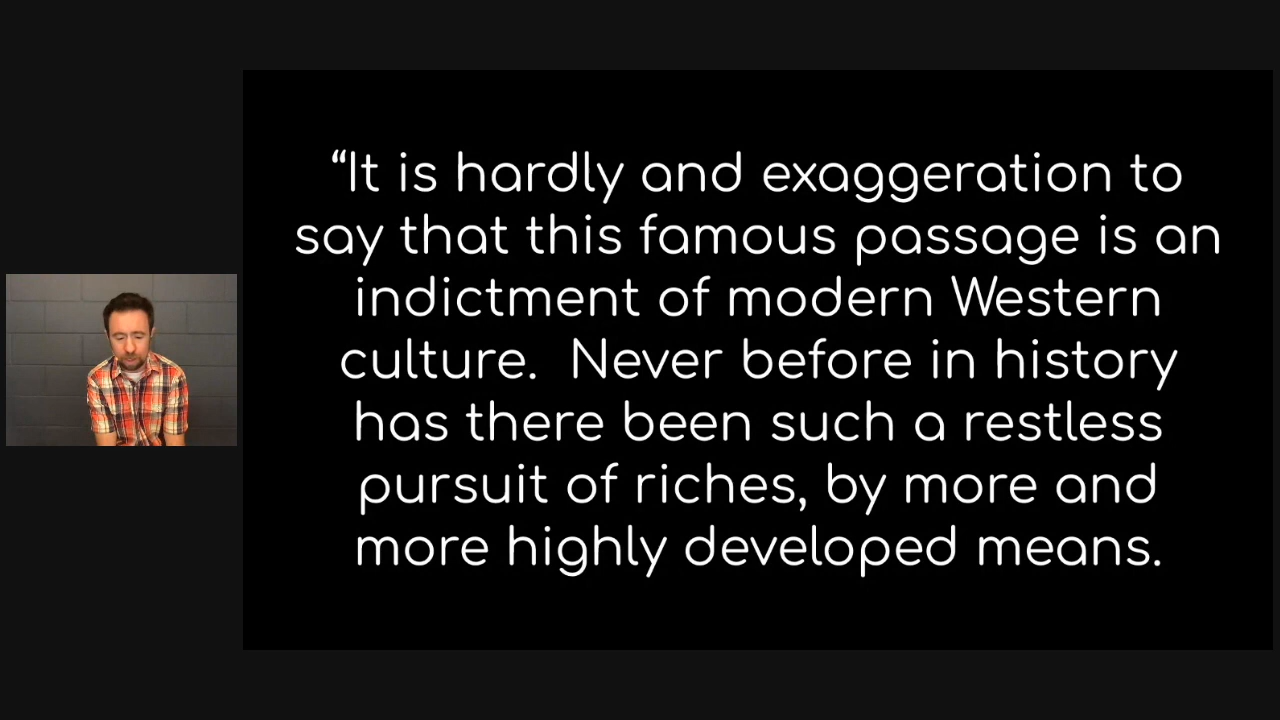 “It is hardly and exaggeration to
say that this famous passage is an
indictment of modern Western
culture.  Never before in history
has there been such a restless
pursuit of riches, by more and
more highly developed means.